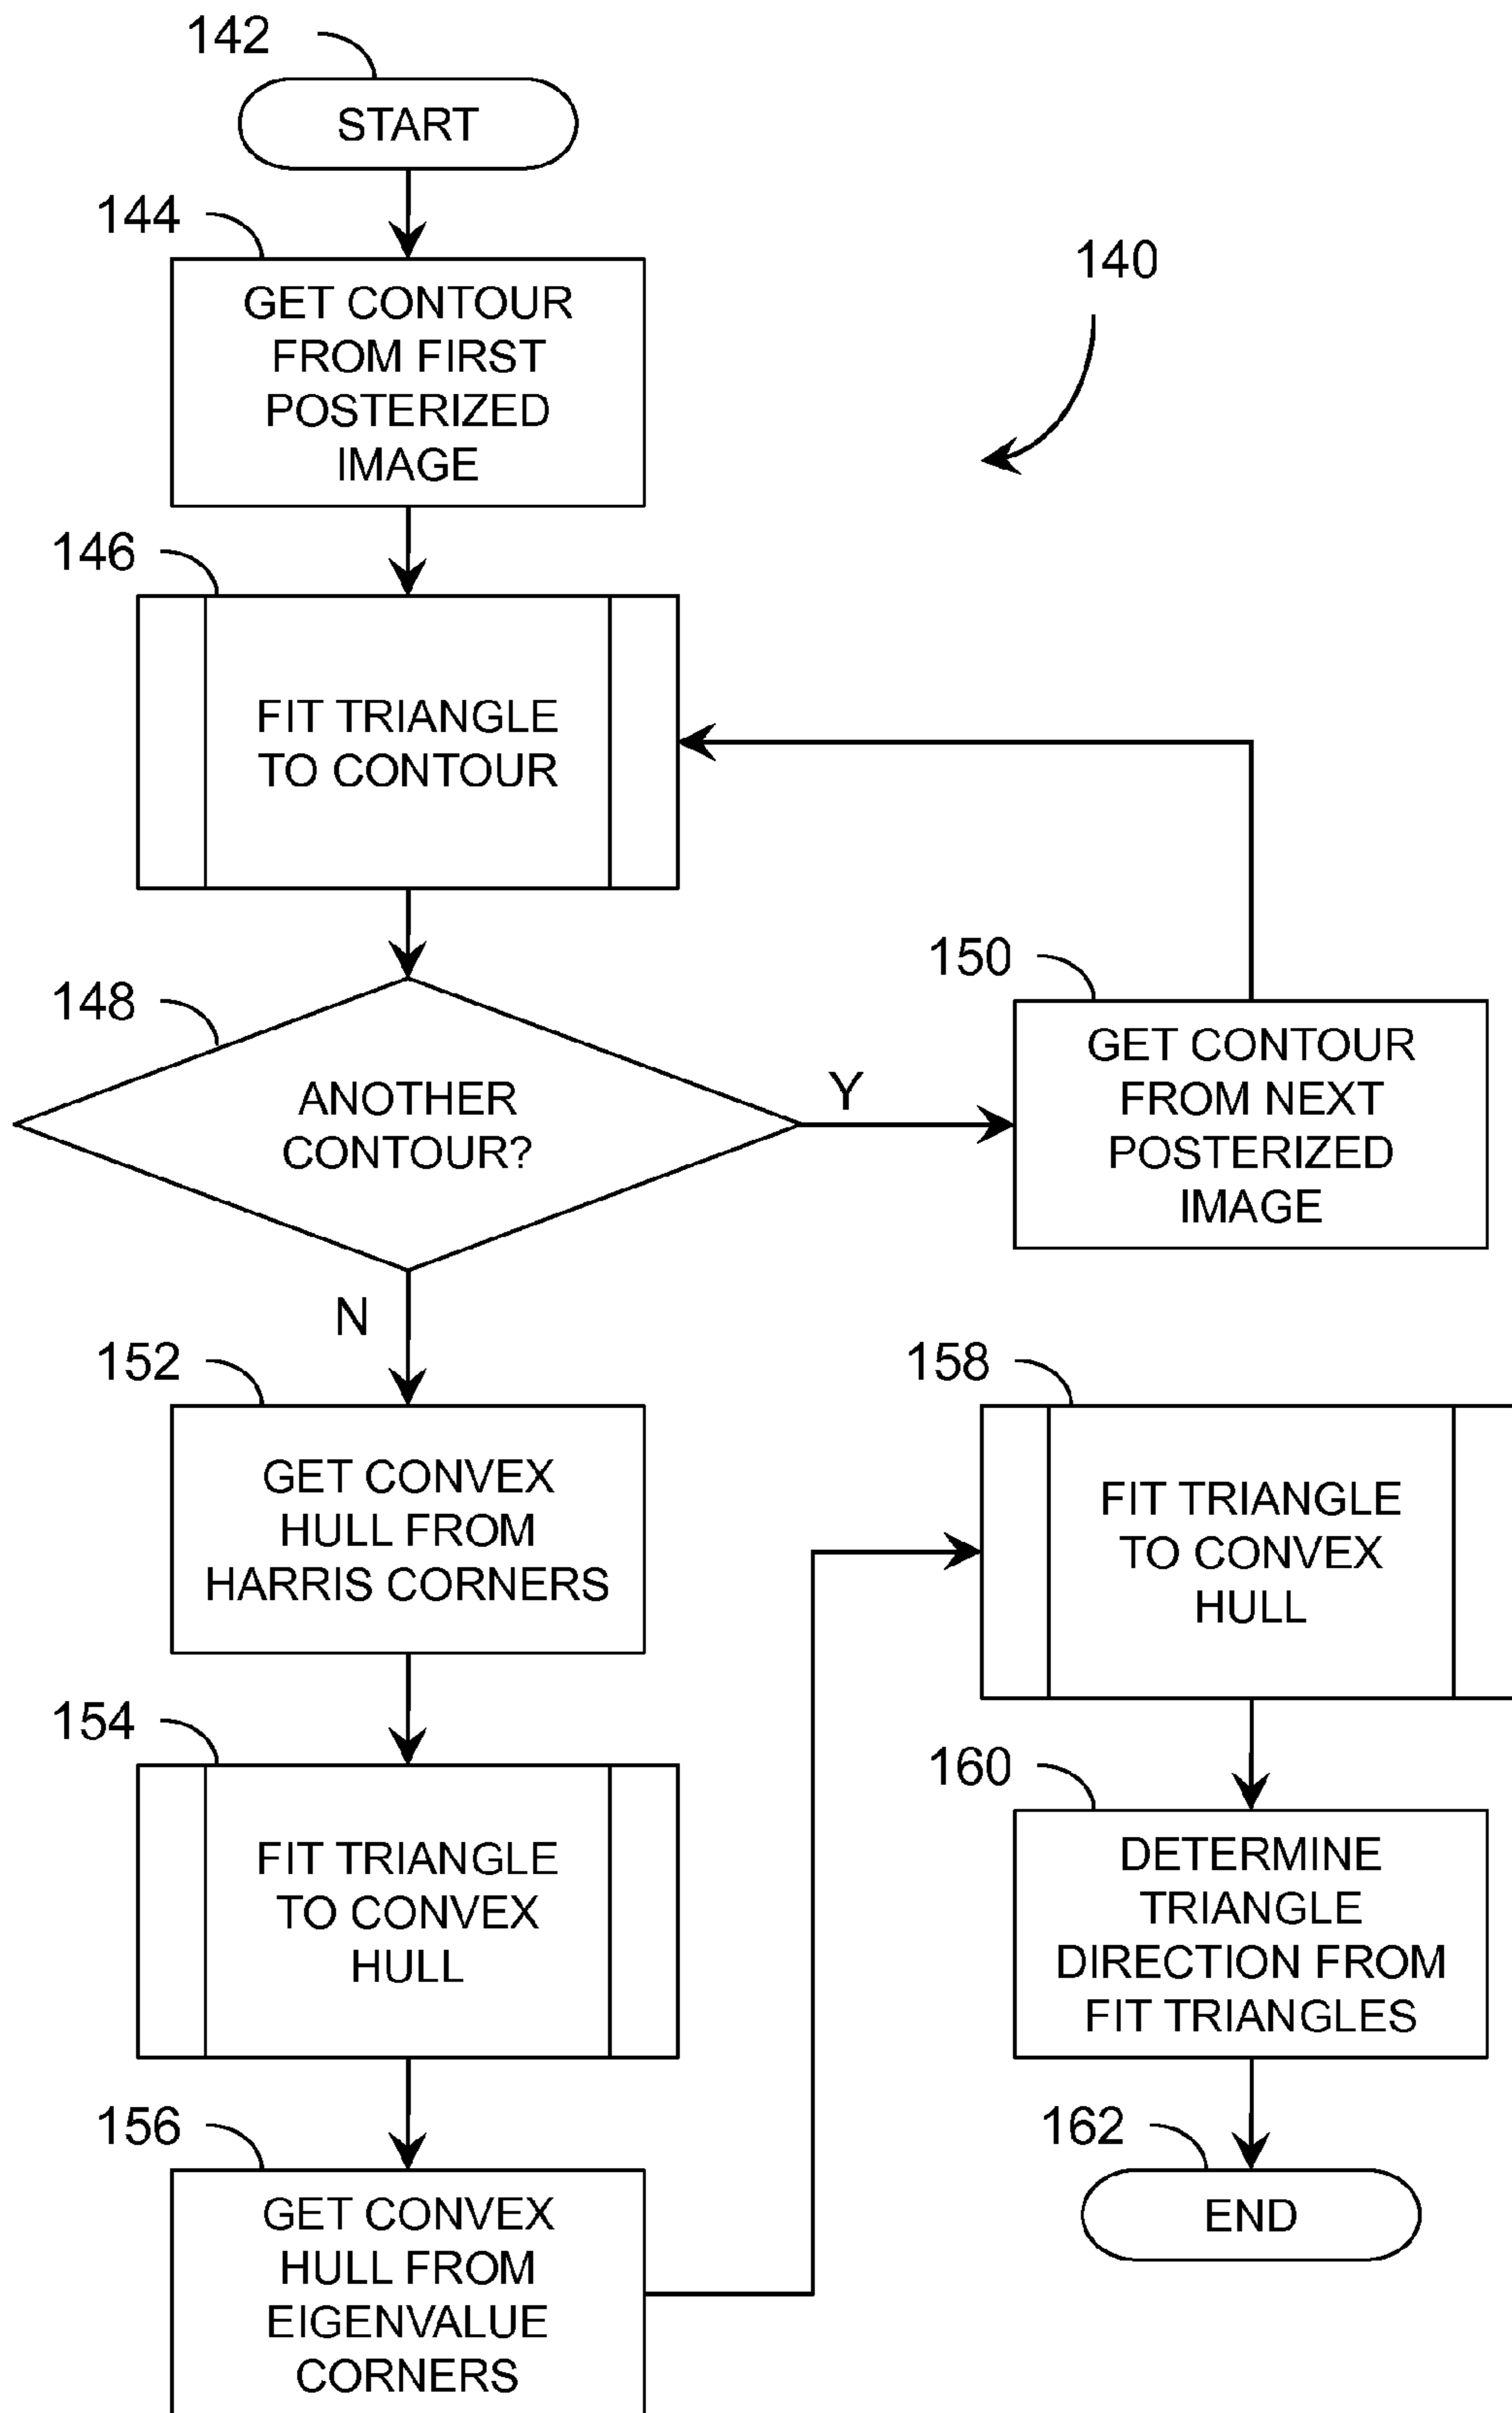 142
START
144
GET CONTOUR
FROM FIRST
POSTERIZED
IMAGE
140
146
FIT TRIANGLE
TO CONTOUR
148
ANOTHER
CONTOUR?
Y
150
GET CONTOUR
FROM NEXT
POSTERIZED
IMAGE
N
152
GET CONVEX
HULL FROM
HARRIS CORNERS
154
FIT TRIANGLE
TO CONVEX
HULL
156
GET CONVEX
HULL FROM
EIGENVALUE
CORNERS
158
FIT TRIANGLE
TO CONVEX
HULL
160
DETERMINE
TRIANGLE
DIRECTION FROM
FIT TRIANGLES
162
END